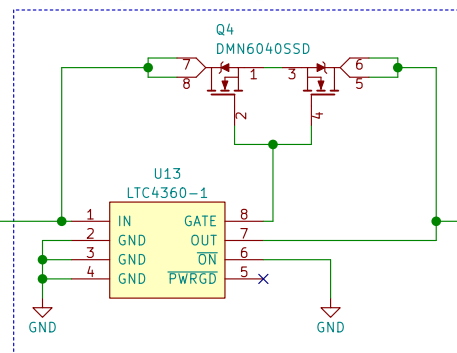 Q4
DMN6040SSD
7
8
1
3
6
5
2
4
U13
LTC4360-1
1 IN GATE 8
2 GND OUT 7
3 GND ON 6
4 GND PWRGD 5
GND
GND